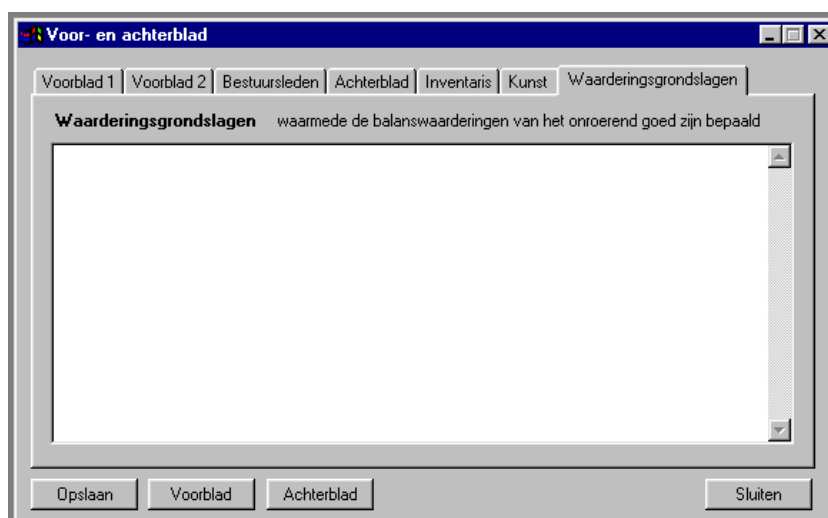 Voor- en achterblad
Voorblad 1 Voorblad 2 Bestuursleden Achterblad Inventaris Kunst Waarderingsgrondslagen
Waarderingsgrondslagen waarmede de balanswaarderingen van het onroerend goed zijn bepaald
Opslaan Voorblad Achterblad Sluiten